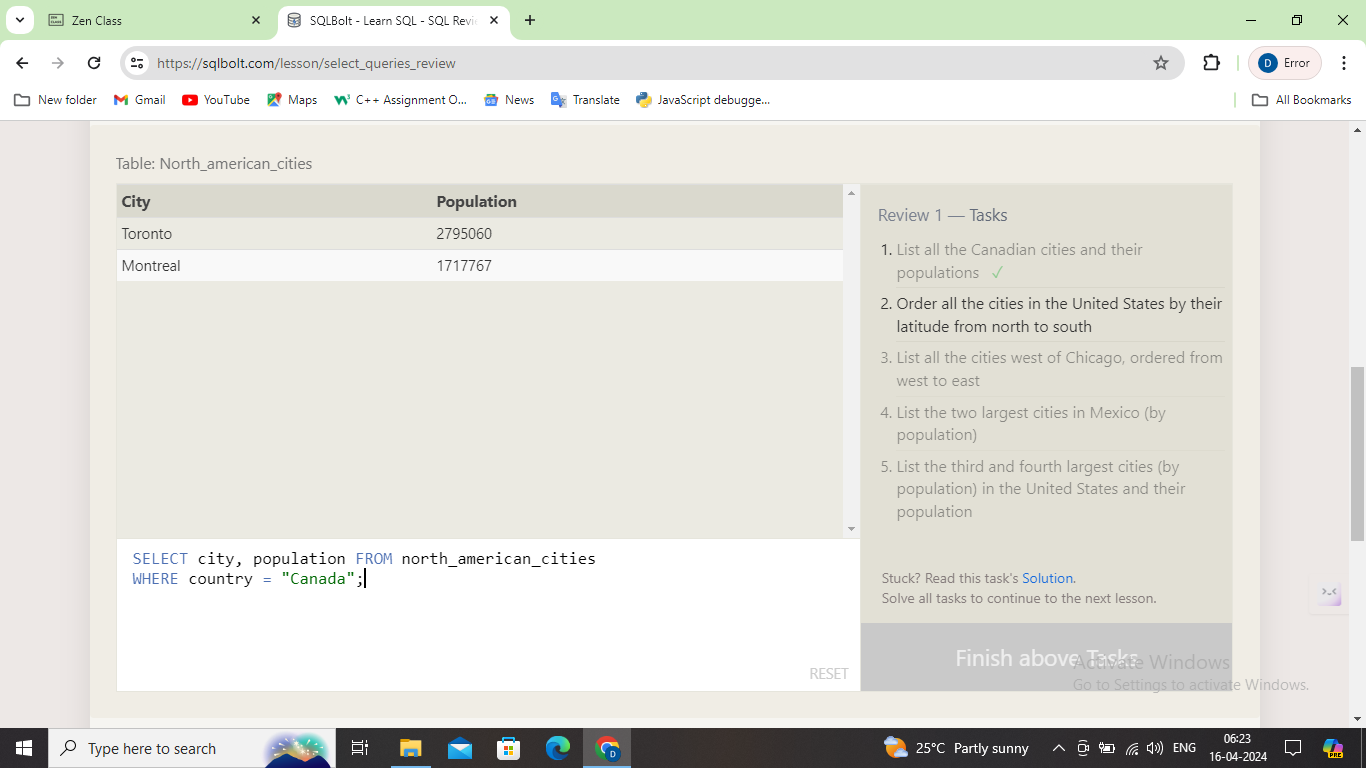 Zen Class
SQLBolt - Learn SQL - SQL Revi
https://sqlbolt.com/lesson/select_queries_review
D Error
New folder
Gmail
YouTube
Maps
C++ Assignment O...
News
Translate
JavaScript debugge...
All Bookmarks
Table: North_american_cities
City Population
Toronto 2795060
Montreal 1717767
SELECT city, population FROM north_american_cities
WHERE country = "Canada";
RESET
Review 1 — Tasks
1. List all the Canadian cities and their
populations ✓
2. Order all the cities in the United States by their
latitude from north to south
3. List all the cities west of Chicago, ordered from
west to east
4. List the two largest cities in Mexico (by
population)
5. List the third and fourth largest cities (by
population) in the United States and their
population
Stuck? Read this task's Solution.
Solve all tasks to continue to the next lesson.
Finish above Tasks
Activate Windows
Go to Settings to activate Windows.
Type here to search
25°C Partly sunny
ENG
06:23
16-04-2024